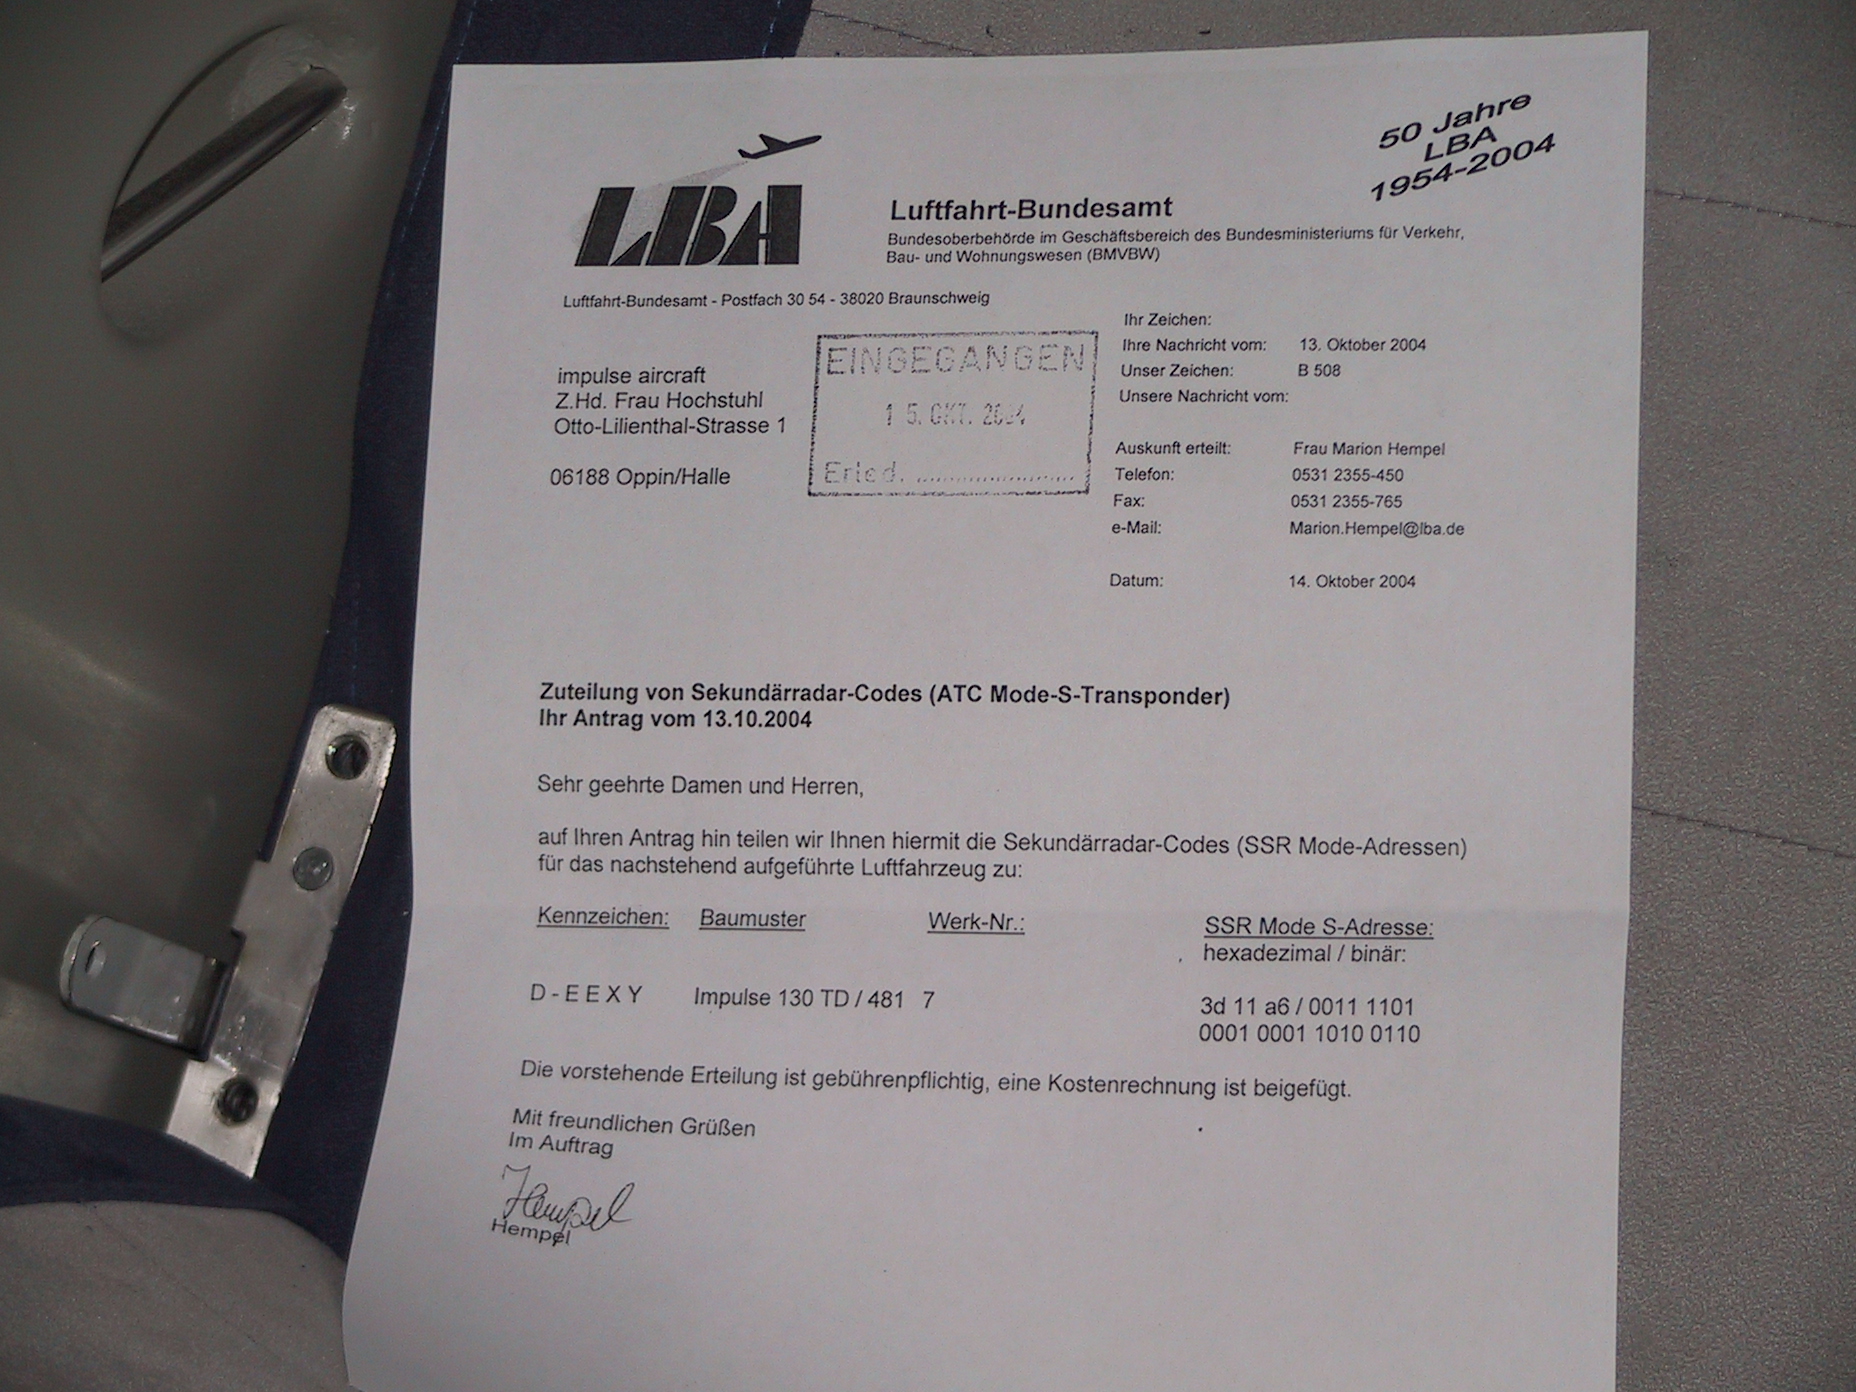 50 Jahre
LBA
1954-2004
LBA
Luftfahrt-Bundesamt
Bundesoberbehörde im Geschäftsbereich des Bundesministeriums für Verkehr,
Bau- und Wohnungswesen (BMVBW)
Luftfahrt-Bundesamt - Postfach 30 54 - 38020 Braunschweig
impulse aircraft
Z.Hd. Frau Hochstuhl
Otto-Lilienthal-Strasse 1
06188 Oppin/Halle
EINGEGANGEN
15. OKT. 2004
Erled. ....................
Ihr Zeichen:
Ihre Nachricht vom: 13. Oktober 2004
Unser Zeichen: B 508
Unsere Nachricht vom:
Auskunft erteilt: Frau Marion Hempel
Telefon: 0531 2355-450
Fax: 0531 2355-765
e-Mail: Marion.Hempel@lba.de
Datum: 14. Oktober 2004
Zuteilung von Sekundärradar-Codes (ATC Mode-S-Transponder)
Ihr Antrag vom 13.10.2004
Sehr geehrte Damen und Herren,
auf Ihren Antrag hin teilen wir Ihnen hiermit die Sekundärradar-Codes (SSR Mode-Adressen)
für das nachstehend aufgeführte Luftfahrzeug zu:
Kennzeichen: Baumuster Werk-Nr.: SSR Mode S-Adresse:
hexadezimal / binär:
D - E E X Y Impulse 130 TD / 481 7 3d 11 a6 / 0011 1101
0001 0001 1010 0110
Die vorstehende Erteilung ist gebührenpflichtig, eine Kostenrechnung ist beigefügt.
Mit freundlichen Grüßen
Im Auftrag
Hempel
Hempel